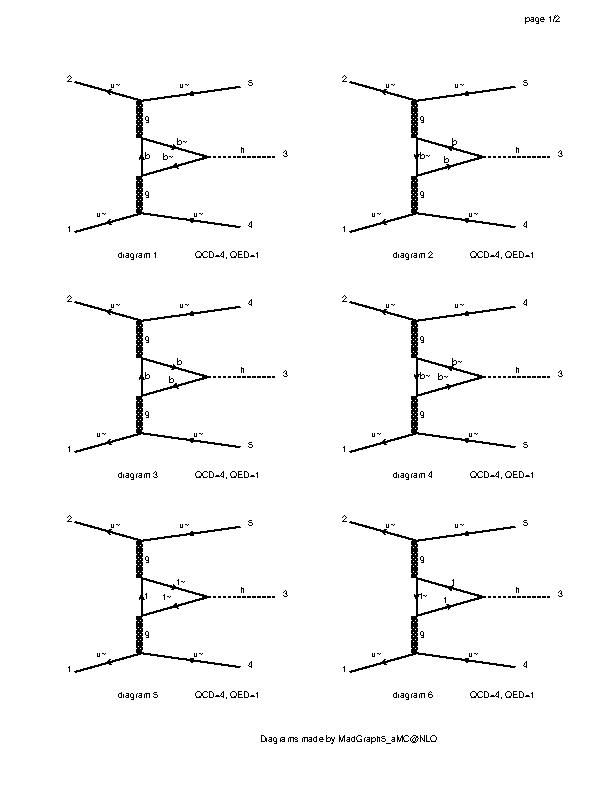 page 1/2
2 u~ u~ 5
g
b~
b b~ h 3
g
u~ u~
1 4
diagram 1 QCD=4, QED=1
2 u~ u~ 5
g
b
b~ b h 3
g
u~ u~
1 4
diagram 2 QCD=4, QED=1
2 u~ u~ 4
g
b
b b h 3
g
u~ u~
1 5
diagram 3 QCD=4, QED=1
2 u~ u~ 4
g
b~
b~ b~ h 3
g
u~ u~
1 5
diagram 4 QCD=4, QED=1
2 u~ u~ 5
g
t~
t t~ h 3
g
u~ u~
1 4
diagram 5 QCD=4, QED=1
2 u~ u~ 5
g
t
t~ t h 3
g
u~ u~
1 4
diagram 6 QCD=4, QED=1
Diagrams made by MadGraph5_aMC@NLO